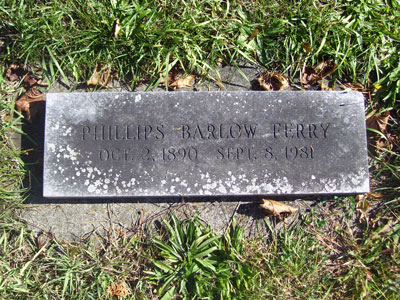 PHILLIPS BARLOW PERRY
OCT. 2, 1890 SEPT. 8, 1981